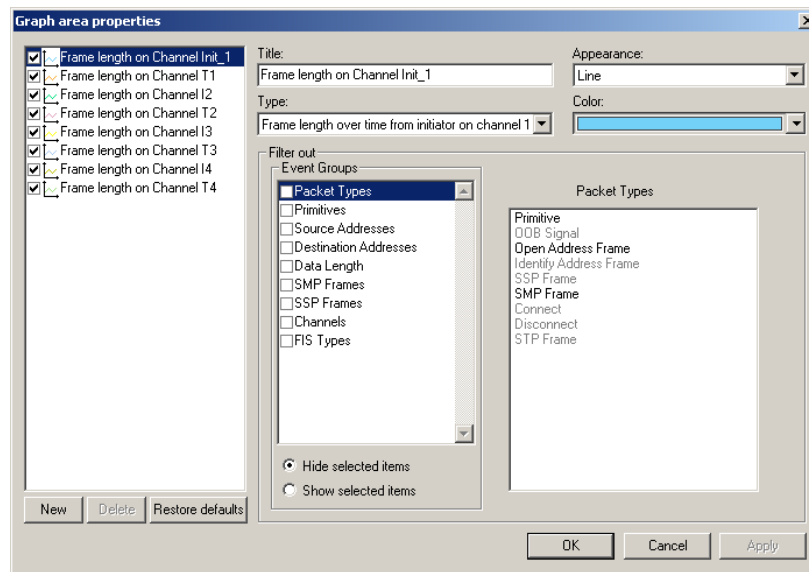 Graph area properties
Frame length on Channel Init_1
Frame length on Channel T1
Frame length on Channel I2
Frame length on Channel T2
Frame length on Channel I3
Frame length on Channel T3
Frame length on Channel I4
Frame length on Channel T4
New
Delete
Restore defaults
Title:
Frame length on Channel Init_1
Appearance:
Line
Type:
Frame length over time from initiator on channel 1
Color:
Filter out
Event Groups
Packet Types
Primitives
Source Addresses
Destination Addresses
Data Length
SMP Frames
SSP Frames
Channels
FIS Types
Hide selected items
Show selected items
Packet Types
Primitive
OOB Signal
Open Address Frame
Identify Address Frame
SSP Frame
SMP Frame
Connect
Disconnect
STP Frame
OK
Cancel
Apply